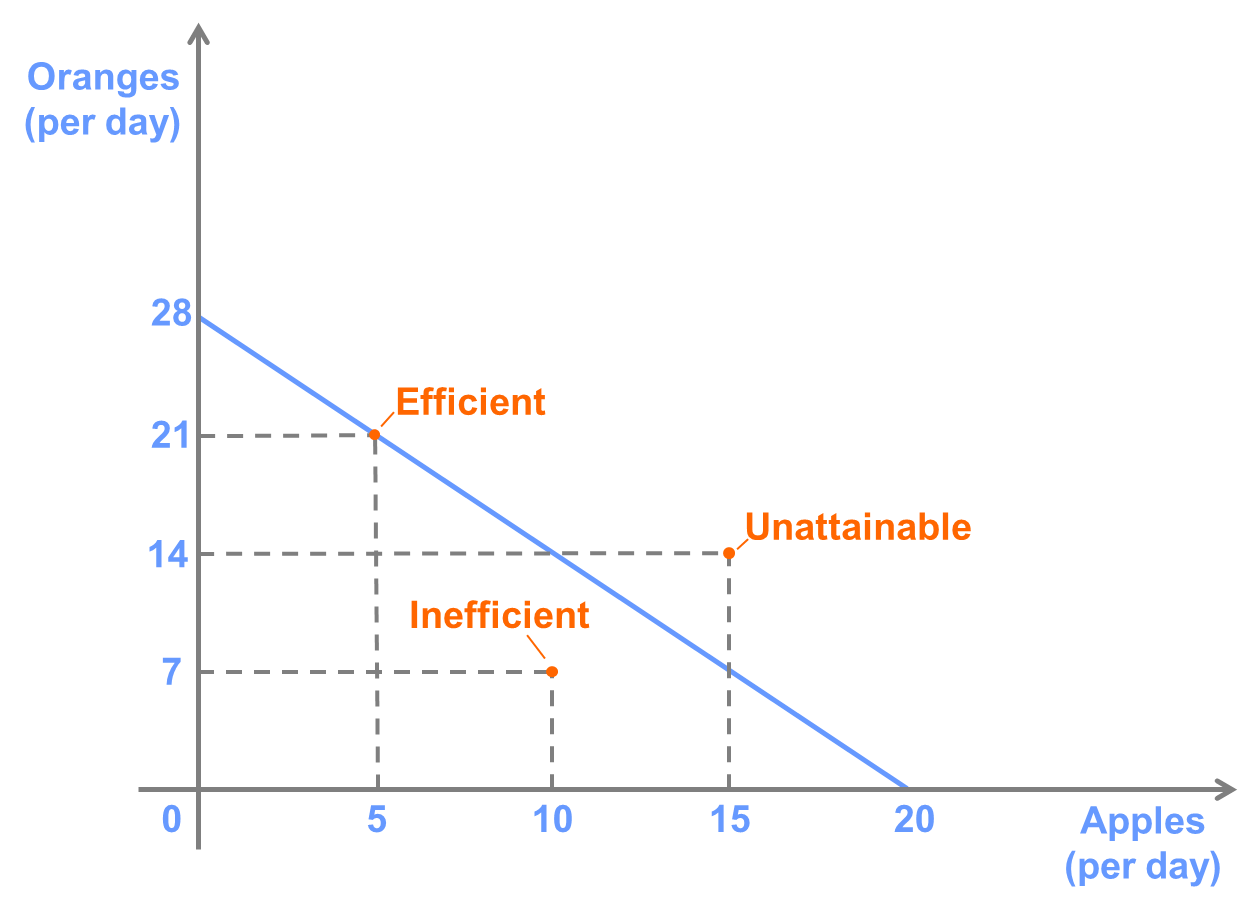 Oranges
(per day)
28
Efficient
21
Unattainable
14
Inefficient
7
0
5
10
15
20
Apples
(per day)